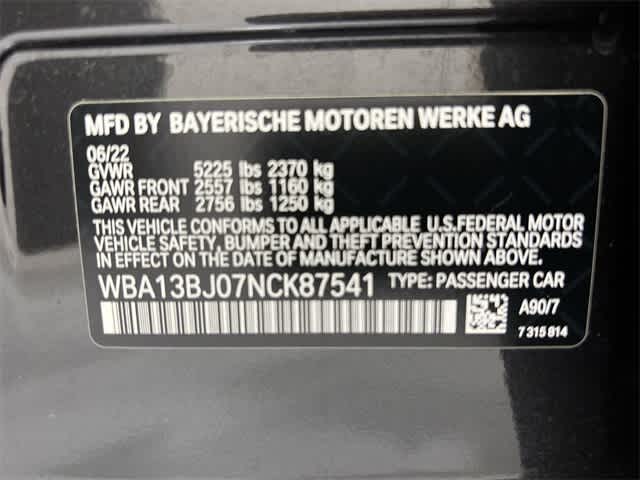 MFD BY BAYERISCHE MOTOREN WERKE AG
06/22
GVWR 5225 lbs 2370 kg
GAWR FRONT 2557 lbs 1160 kg
GAWR REAR 2756 lbs 1250 kg
THIS VEHICLE CONFORMS TO ALL APPLICABLE U.S.FEDERAL MOTOR
VEHICLE SAFETY, BUMPER AND THEFT PREVENTION STANDARDS
IN EFFECT ON THE DATE OF MANUFACTURE SHOWN ABOVE.
WBA13BJ07NCK87541 TYPE: PASSENGER CAR
A90/7
7 315 814